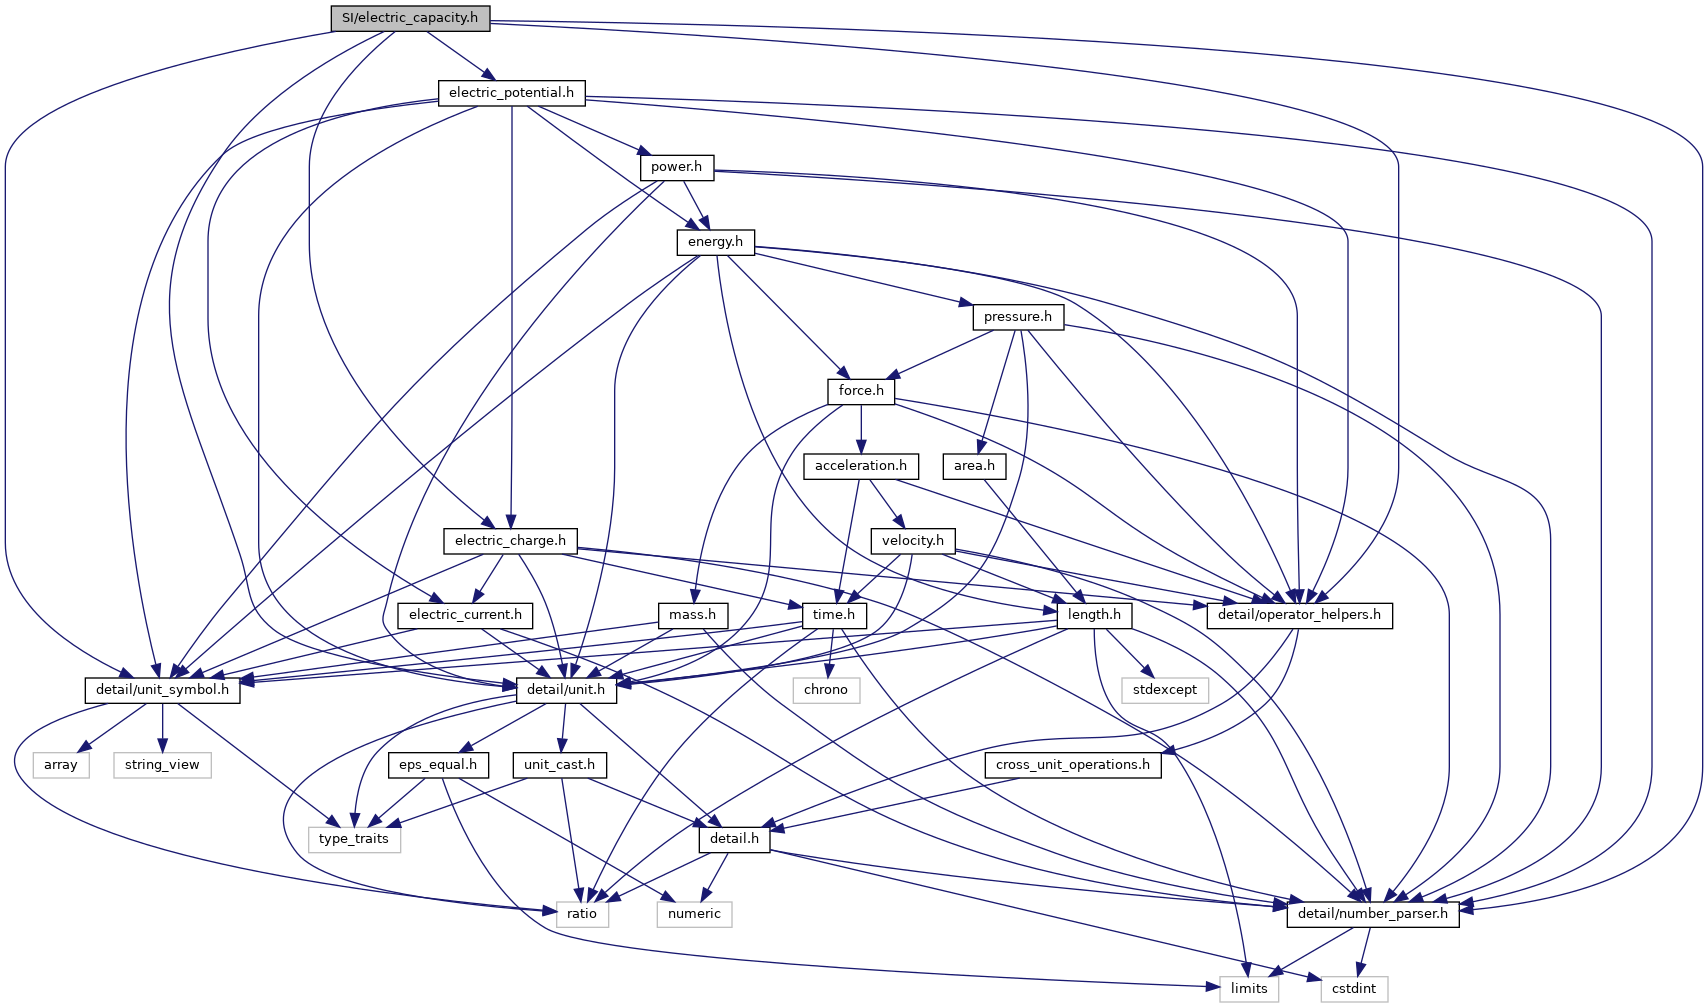 SI/electric_capacity.h
electric_potential.h
power.h
energy.h
pressure.h
force.h
acceleration.h
area.h
electric_charge.h
velocity.h
electric_current.h
mass.h
time.h
length.h
detail/operator_helpers.h
detail/unit_symbol.h
detail/unit.h
chrono
stdexcept
array
string_view
eps_equal.h
unit_cast.h
cross_unit_operations.h
type_traits
detail.h
ratio
numeric
detail/number_parser.h
limits
cstdint